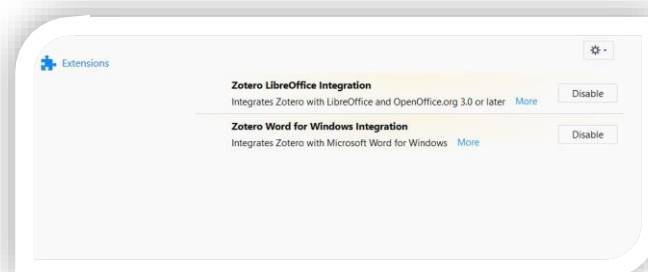 Extensions
Zotero LibreOffice Integration
Integrates Zotero with LibreOffice and OpenOffice.org 3.0 or later More
Disable
Zotero Word for Windows Integration
Integrates Zotero with Microsoft Word for Windows More
Disable